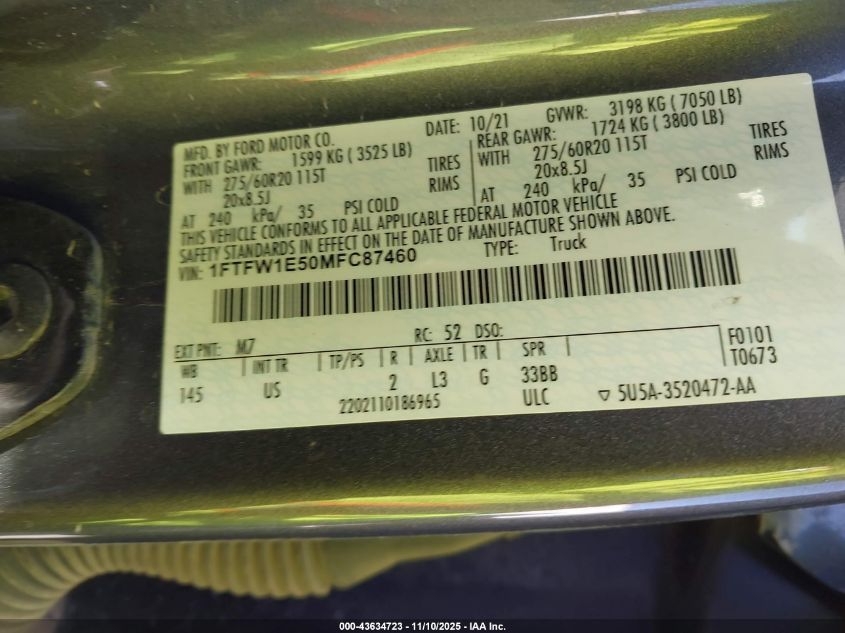 MFD. BY FORD MOTOR CO.
DATE: 10/21 GVWR: 3198 KG ( 7050 LB)
FRONT GAWR: 1599 KG ( 3525 LB)
WITH 275/60R20 115T TIRES
20x8.5J RIMS
AT 240 kPa/ 35 PSI COLD
REAR GAWR: 1724 KG ( 3800 LB)
WITH 275/60R20 115T TIRES
20x8.5J RIMS
AT 240 kPa/ 35 PSI COLD
THIS VEHICLE CONFORMS TO ALL APPLICABLE FEDERAL MOTOR VEHICLE
SAFETY STANDARDS IN EFFECT ON THE DATE OF MANUFACTURE SHOWN ABOVE.
VIN: 1FTFW1E50MFC87460 TYPE: Truck
EXT PNT: M7 RC: 52 DSO:
WB INT TR TP/PS R AXLE TR SPR F0101
145 US 2 L3 G 33BB T0673
2202110186965 ULC ▽ 5U5A-3520472-AA
000-43634723 — 11/10/2025 - IAA Inc.